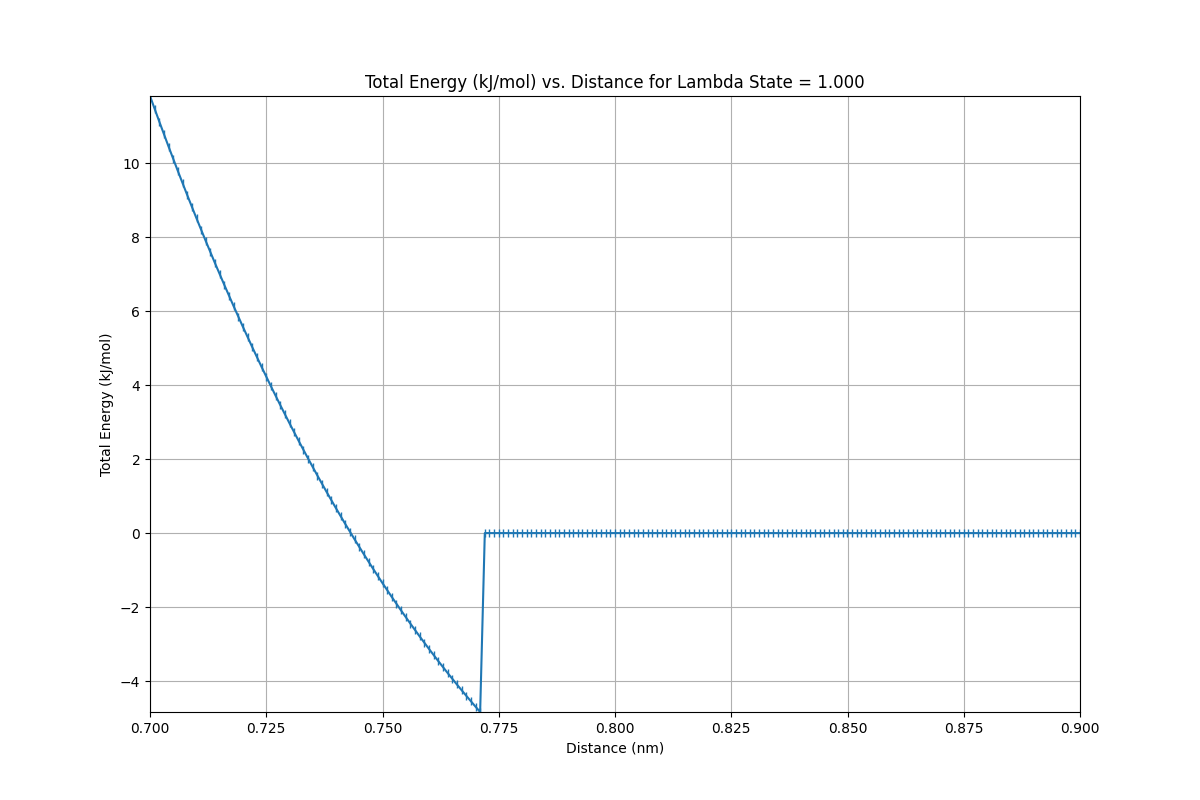 Total Energy (kJ/mol) vs. Distance for Lambda State = 1.000
Total Energy (kJ/mol)
10
8
6
4
2
0
−2
−4
0.700 0.725 0.750 0.775 0.800 0.825 0.850 0.875 0.900
Distance (nm)